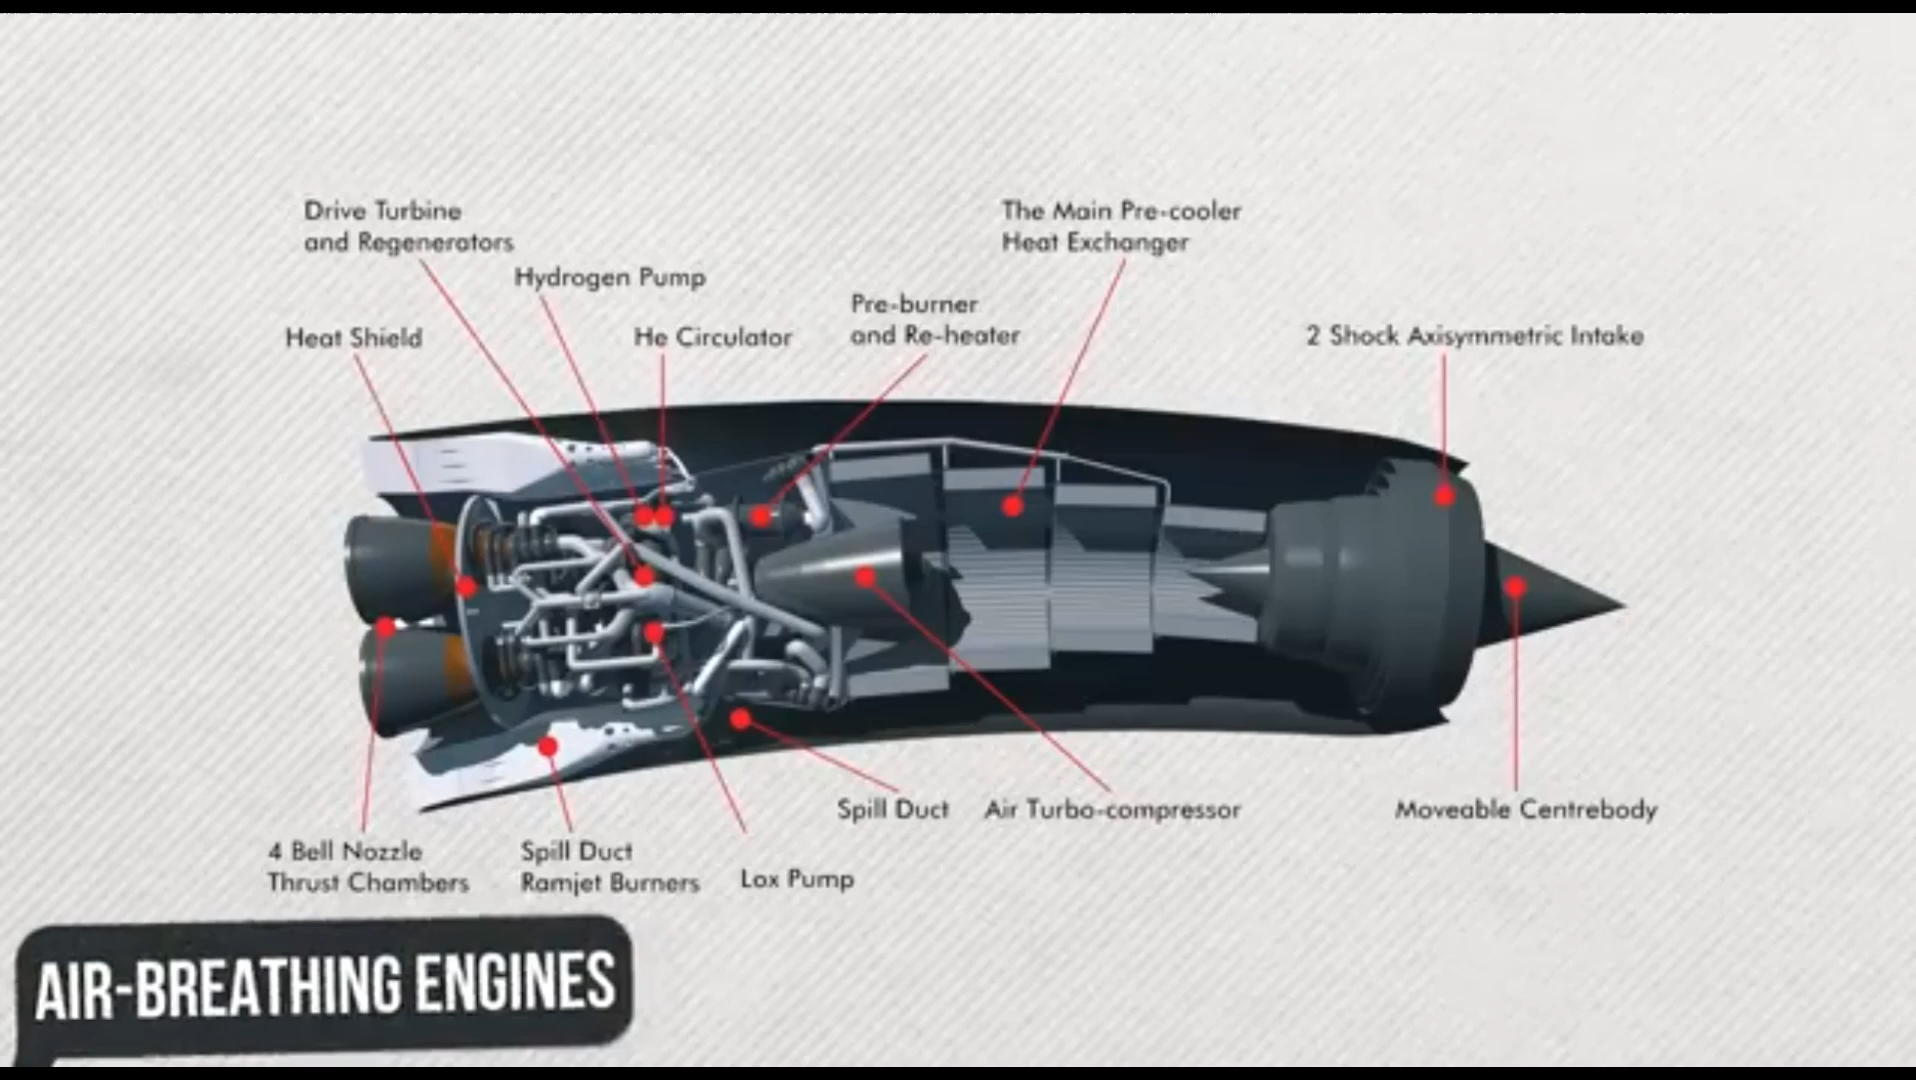 Drive Turbine
and Regenerators
The Main Pre-cooler
Heat Exchanger
Hydrogen Pump
Pre-burner
and Re-heater
Heat Shield
He Circulator
2 Shock Axisymmetric Intake
Spill Duct
Air Turbo-compressor
Moveable Centrebody
4 Bell Nozzle
Thrust Chambers
Spill Duct
Ramjet Burners
Lox Pump
AIR-BREATHING ENGINES